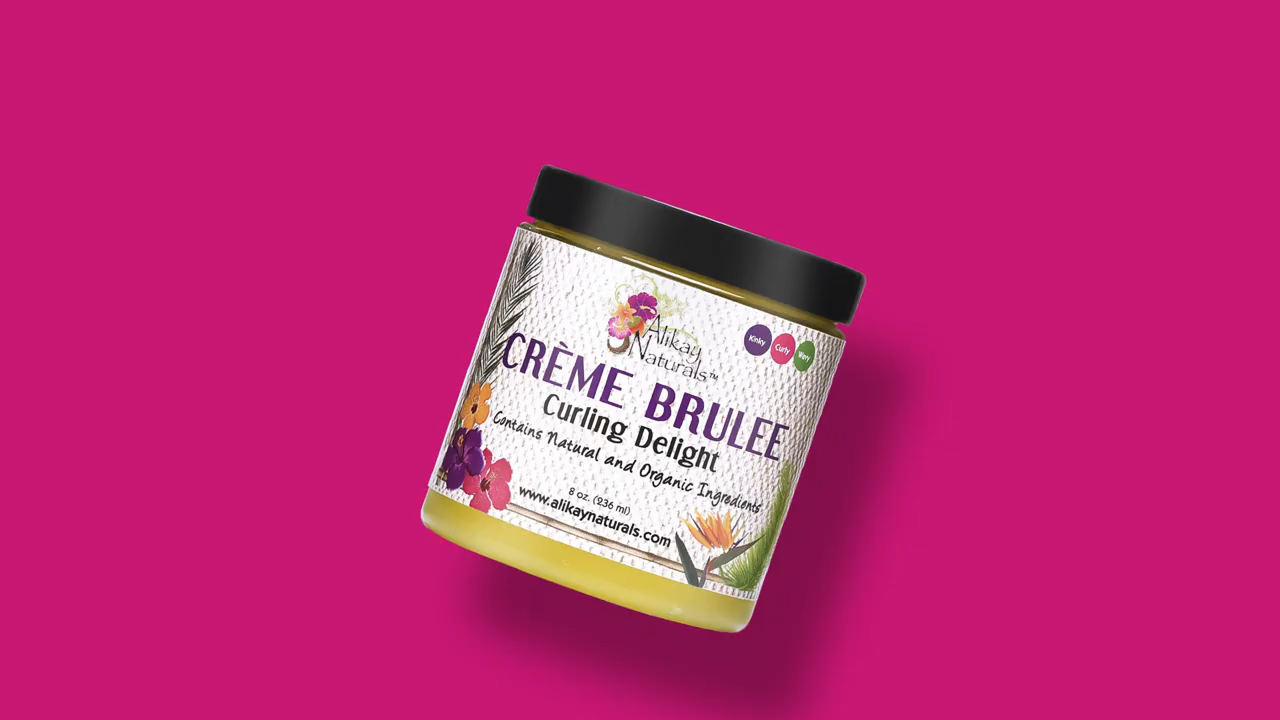 Alikay
Naturals™
Kinky
Curly
Wavy
CRÈME BRULEE
Curling Delight
Contains Natural and Organic Ingredients
8 oz. (236 ml)
www.alikaynaturals.com